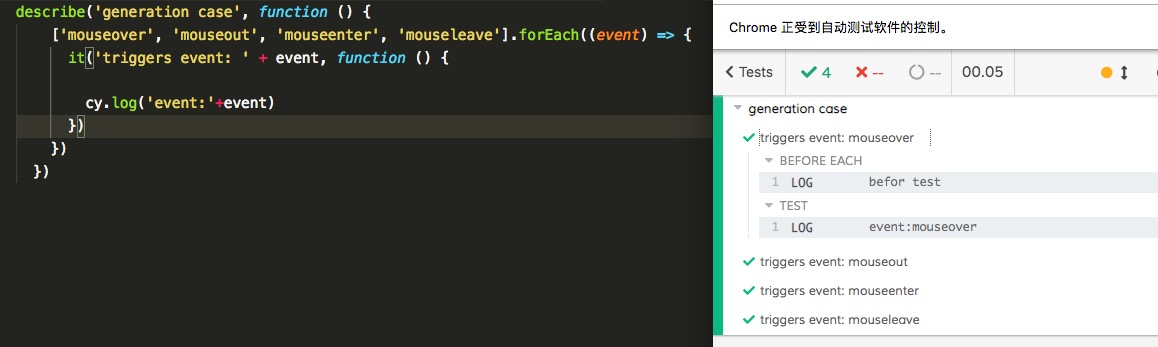 describe('generation case', function () {
['mouseover', 'mouseout', 'mouseenter', 'mouseleave'].forEach((event) => {
it('triggers event: ' + event, function () {
cy.log('event:'+event)
})
})
})
Chrome 正受到自动测试软件的控制。
Tests 4 -- -- 00.05
generation case
triggers event: mouseover
BEFORE EACH
1 LOG befor test
TEST
1 LOG event:mouseover
triggers event: mouseout
triggers event: mouseenter
triggers event: mouseleave